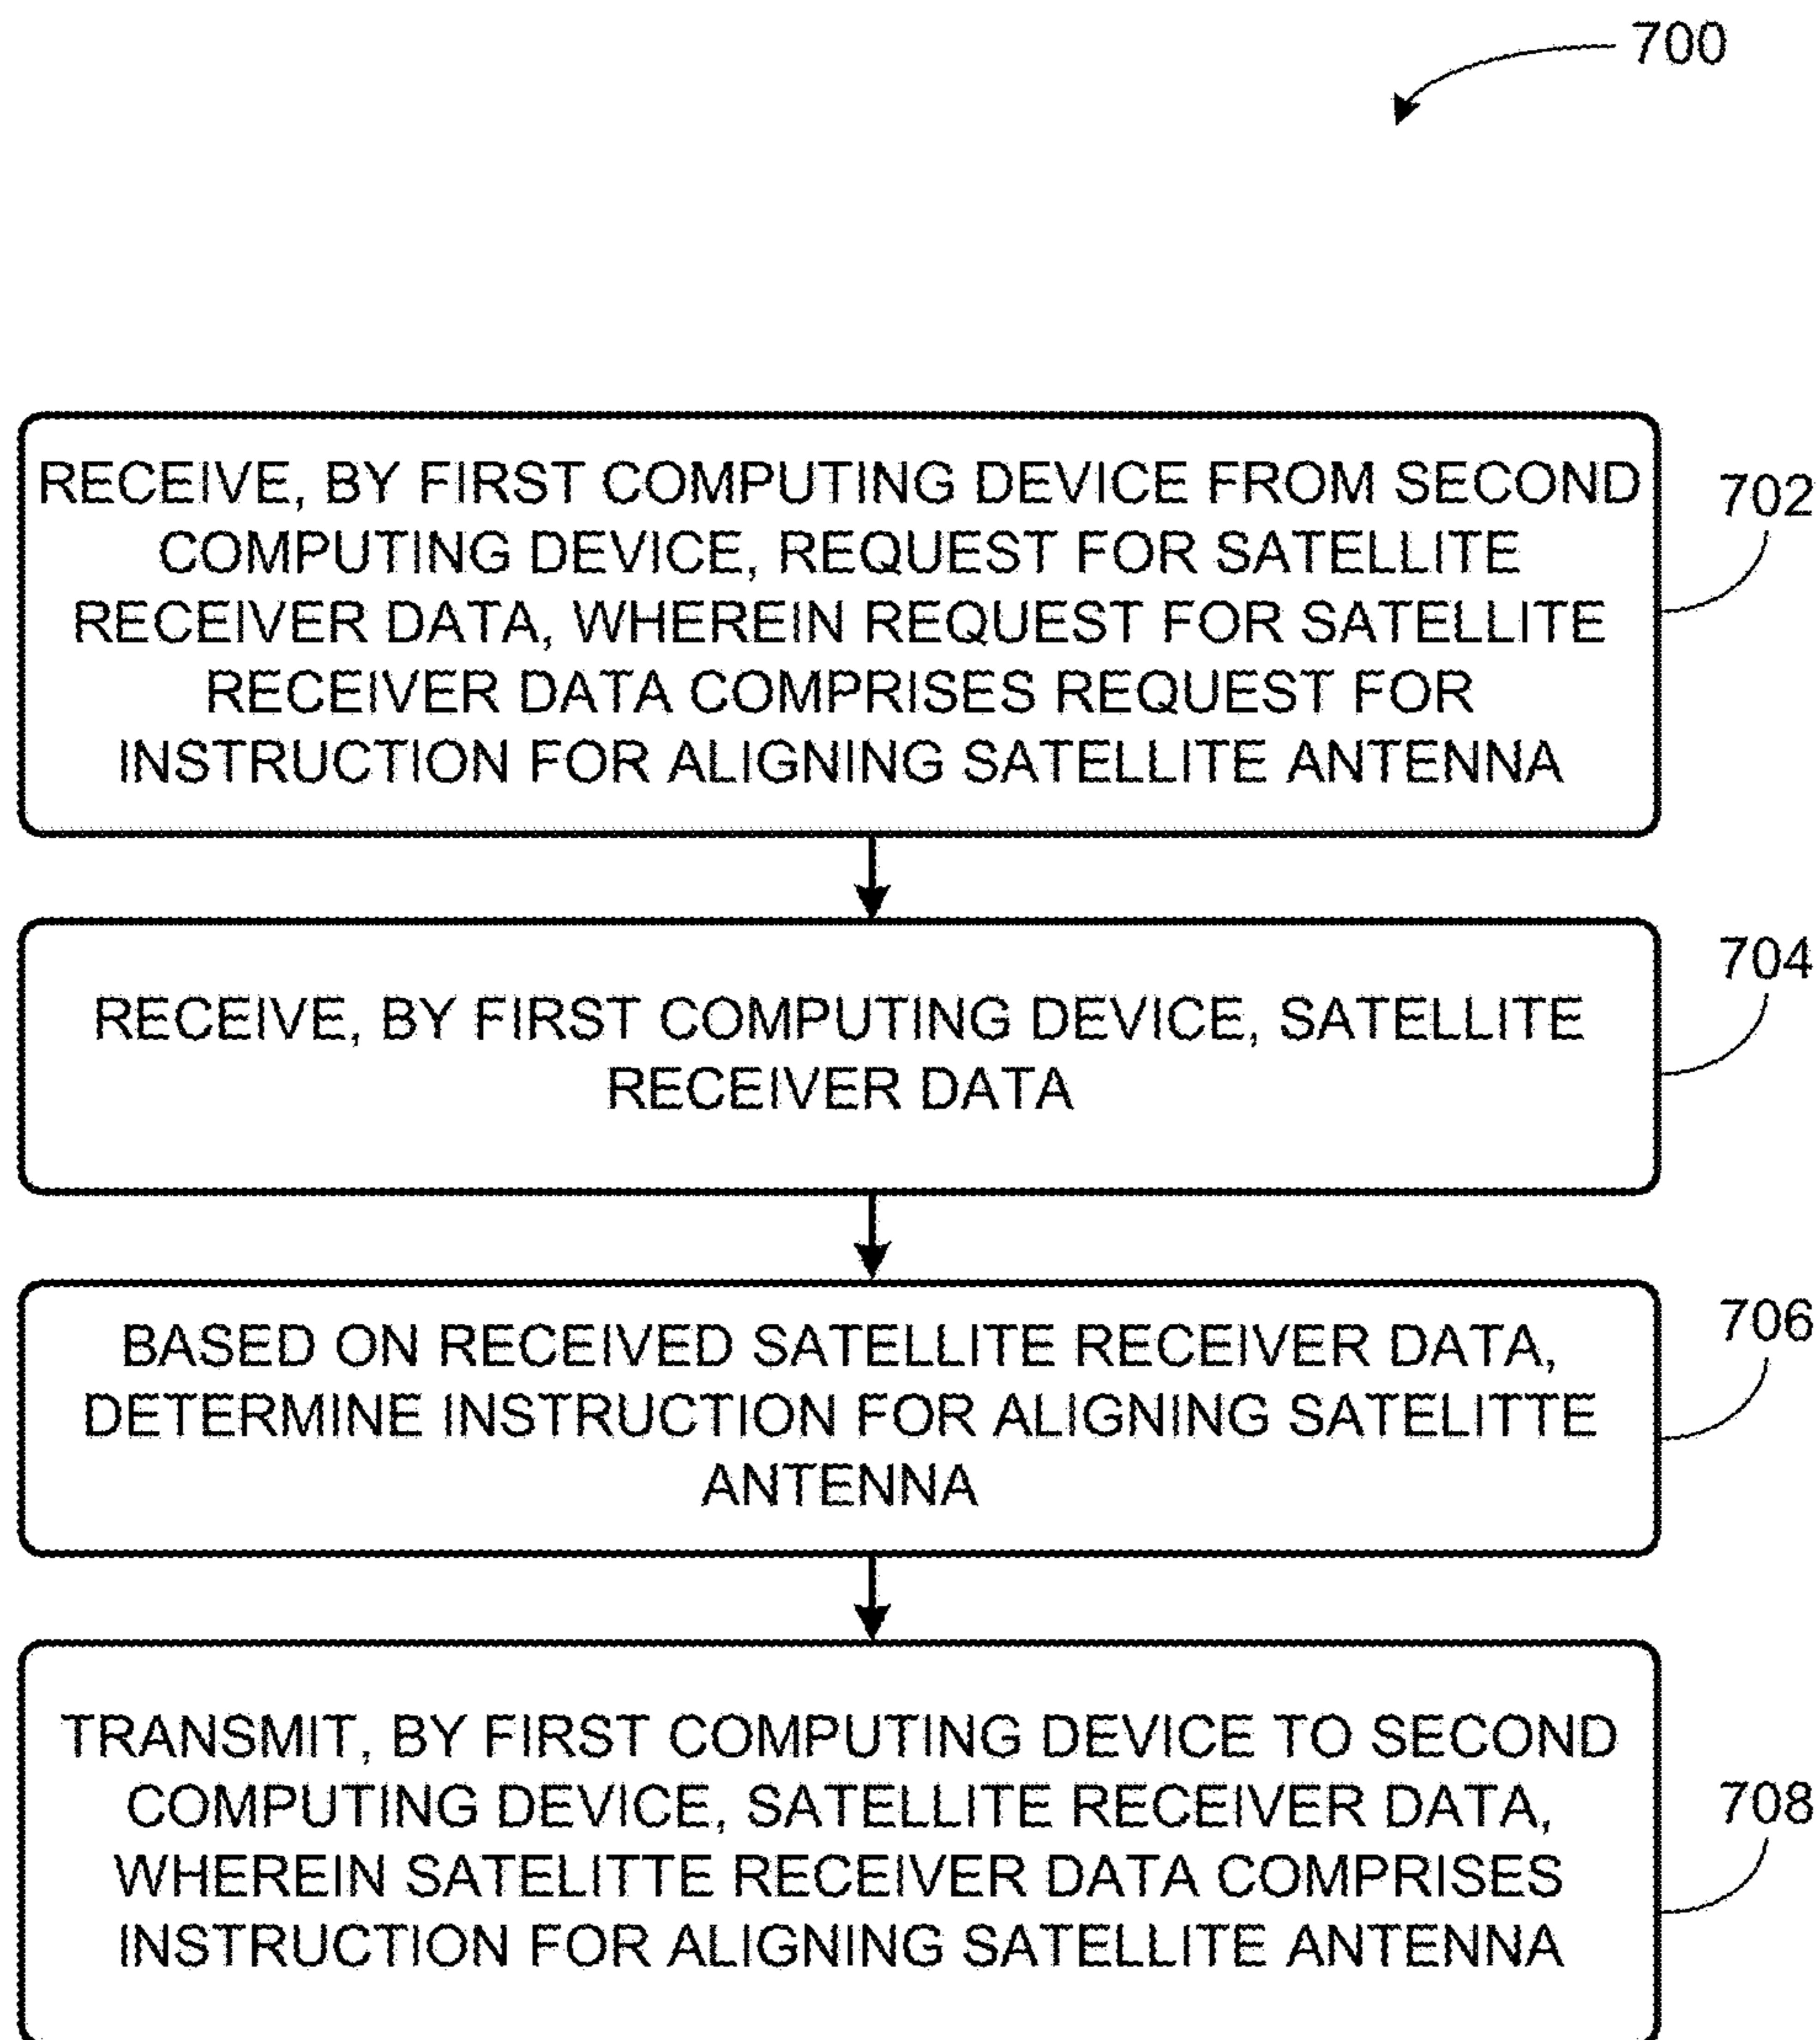 700
RECEIVE, BY FIRST COMPUTING DEVICE FROM SECOND
COMPUTING DEVICE, REQUEST FOR SATELLITE
RECEIVER DATA, WHEREIN REQUEST FOR SATELLITE
RECEIVER DATA COMPRISES REQUEST FOR
INSTRUCTION FOR ALIGNING SATELLITE ANTENNA
702
RECEIVE, BY FIRST COMPUTING DEVICE, SATELLITE
RECEIVER DATA
704
BASED ON RECEIVED SATELLITE RECEIVER DATA,
DETERMINE INSTRUCTION FOR ALIGNING SATELITTE
ANTENNA
706
TRANSMIT, BY FIRST COMPUTING DEVICE TO SECOND
COMPUTING DEVICE, SATELLITE RECEIVER DATA,
WHEREIN SATELITTE RECEIVER DATA COMPRISES
INSTRUCTION FOR ALIGNING SATELLITE ANTENNA
708